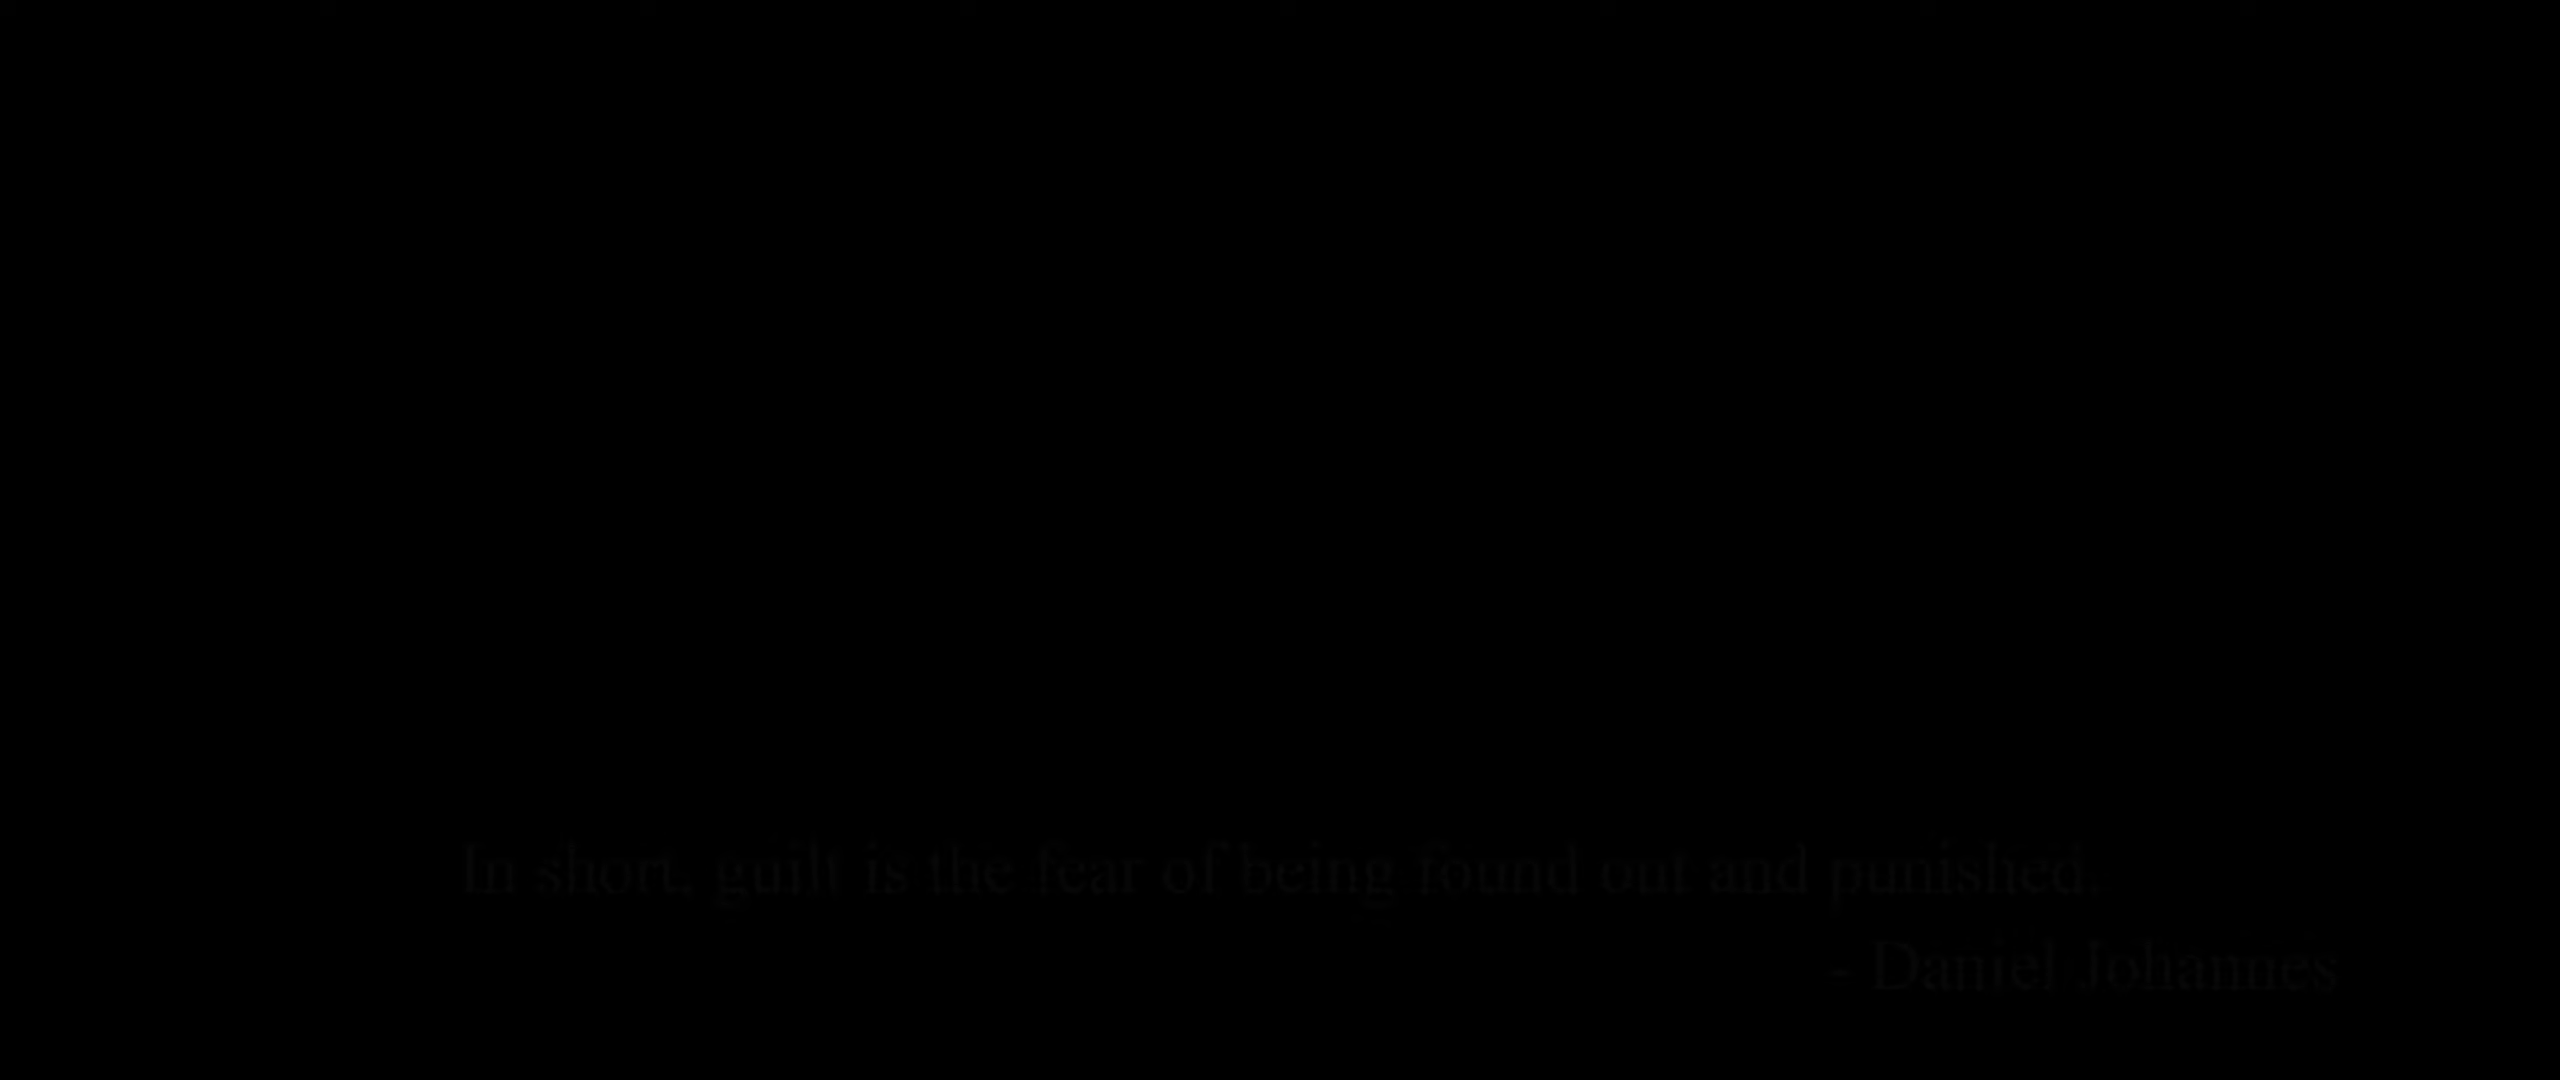 In short, guilt is the fear of being found out and punished.
- Daniel Johannes